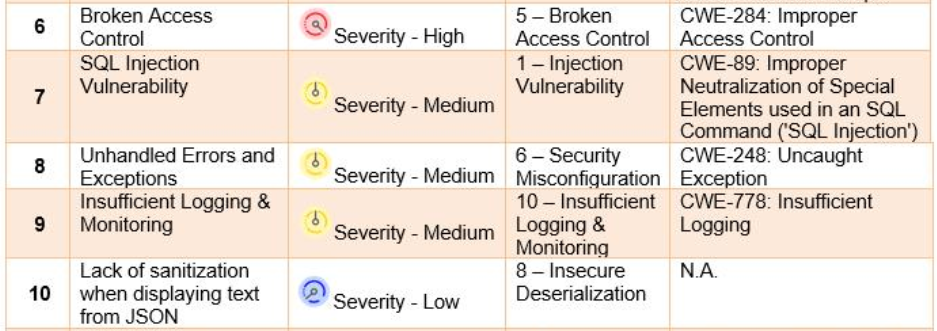 6
Broken Access
Control
Severity - High
5 – Broken
Access Control
CWE-284: Improper
Access Control
7
SQL Injection
Vulnerability
Severity - Medium
1 – Injection
Vulnerability
CWE-89: Improper
Neutralization of Special
Elements used in an SQL
Command ('SQL Injection')
8
Unhandled Errors and
Exceptions
Severity - Medium
6 – Security
Misconfiguration
CWE-248: Uncaught
Exception
9
Insufficient Logging &
Monitoring
Severity - Medium
10 – Insufficient
Logging &
Monitoring
CWE-778: Insufficient
Logging
10
Lack of sanitization
when displaying text
from JSON
Severity - Low
8 – Insecure
Deserialization
N.A.